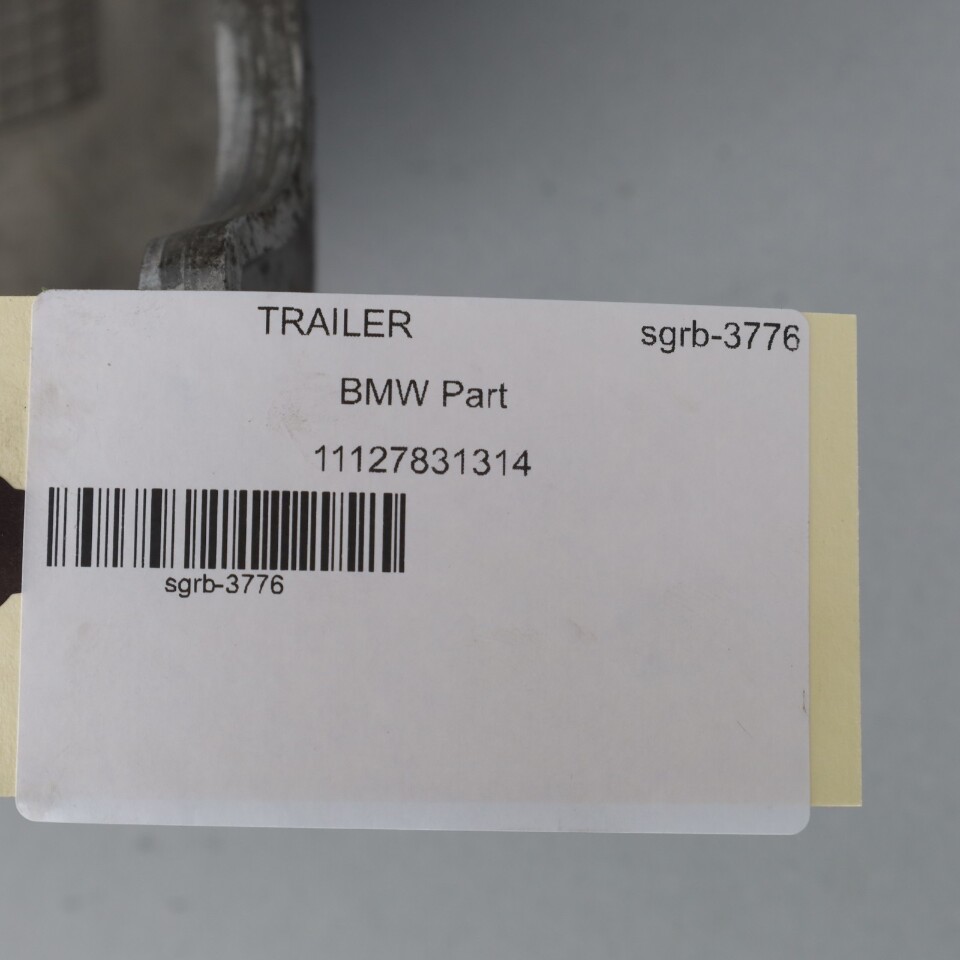 TRAILER sgrb-3776
BMW Part
11127831314
sgrb-3776